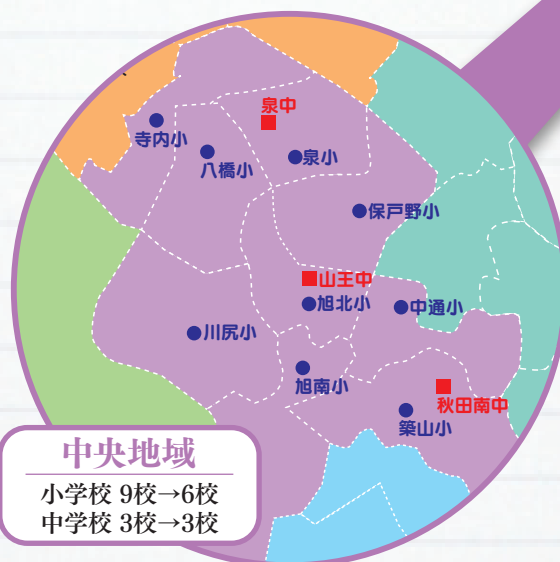 泉中
寺内小
八橋小
泉小
保戸野小
山王中
旭北小
中通小
川尻小
旭南小
秋田南中
築山小
中央地域
小学校 9校→6校
中学校 3校→3校